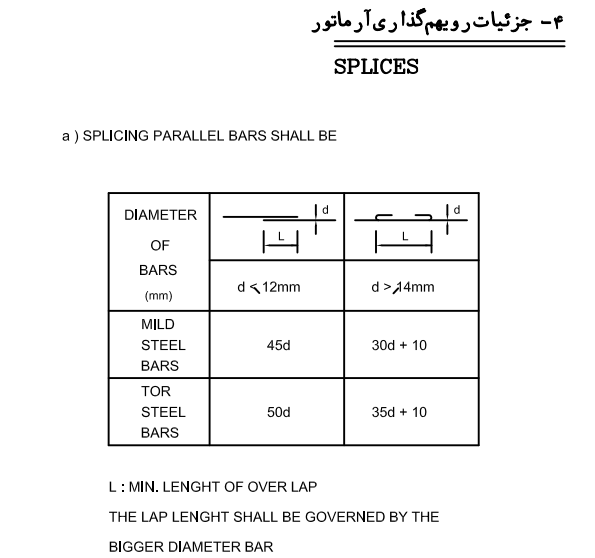 ۴- جزئیات رویهم‌گذاری آرماتور
SPLICES
a ) SPLICING PARALLEL BARS SHALL BE
DIAMETER
OF
BARS
(mm)
d
L
d
L
d ⩽ 12mm
d ⩾ 14mm
MILD
STEEL
BARS
45d
30d + 10
TOR
STEEL
BARS
50d
35d + 10
L : MIN. LENGHT OF OVER LAP
THE LAP LENGHT SHALL BE GOVERNED BY THE
BIGGER DIAMETER BAR